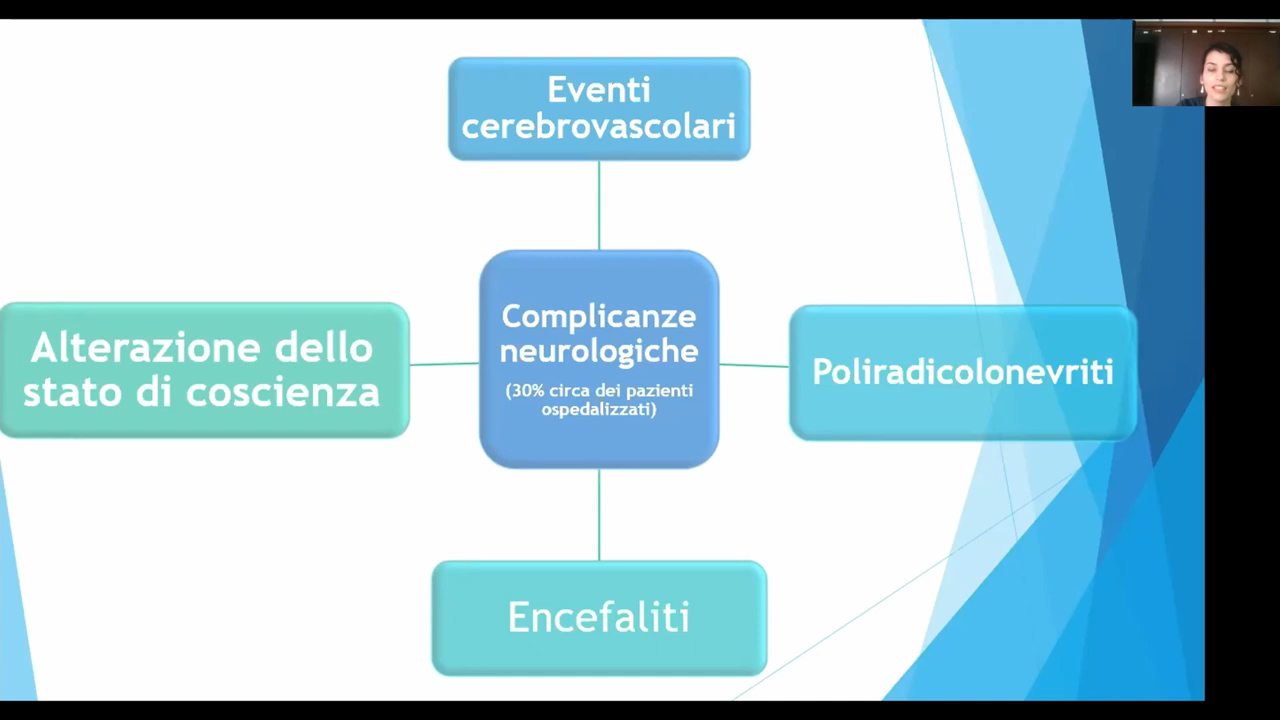 Eventi
cerebrovascolari
Complicanze
neurologiche
(30% circa dei pazienti
ospedalizzati)
Alterazione dello
stato di coscienza
Poliradicolonevriti
Encefaliti